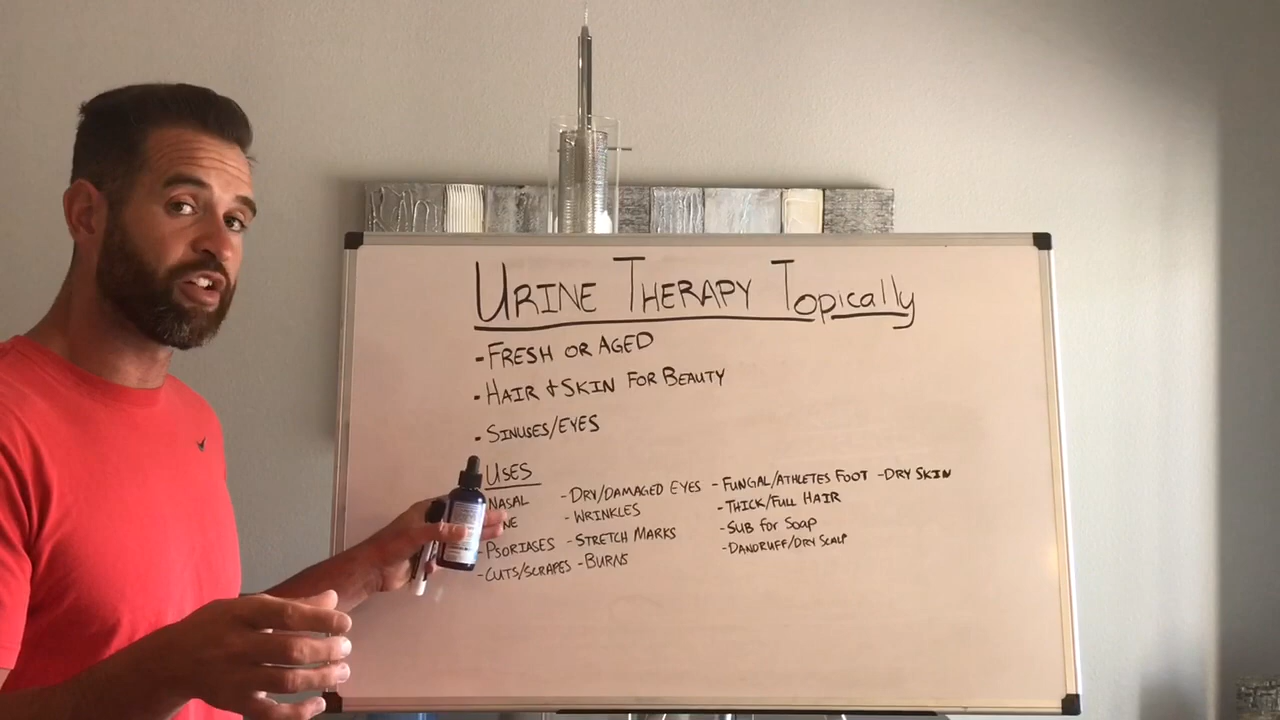 URINE THERAPY Topically
-FRESH OR AGED
-HAIR & SKIN FOR BEAUTY
-SINUSES/EYES
USES
NASAL -DRY/DAMAGED EYES -FUNGAL/ATHLETES FOOT -DRY SKIN
NE -WRINKLES -THICK/FULL HAIR
-PSORIASES -STRETCH MARKS -SUB FOR SOAP
-CUTS/SCRAPES -BURNS -DANDRUFF/DRY SCALP